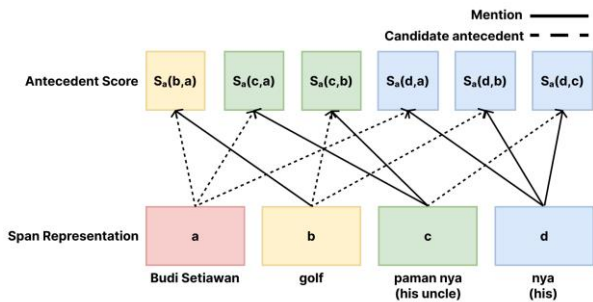 Mention
Candidate antecedent
Antecedent Score
Sₐ(b,a) Sₐ(c,a) Sₐ(c,b) Sₐ(d,a) Sₐ(d,b) Sₐ(d,c)
Span Representation
a b c d
Budi Setiawan golf paman nya nya
(his uncle) (his)